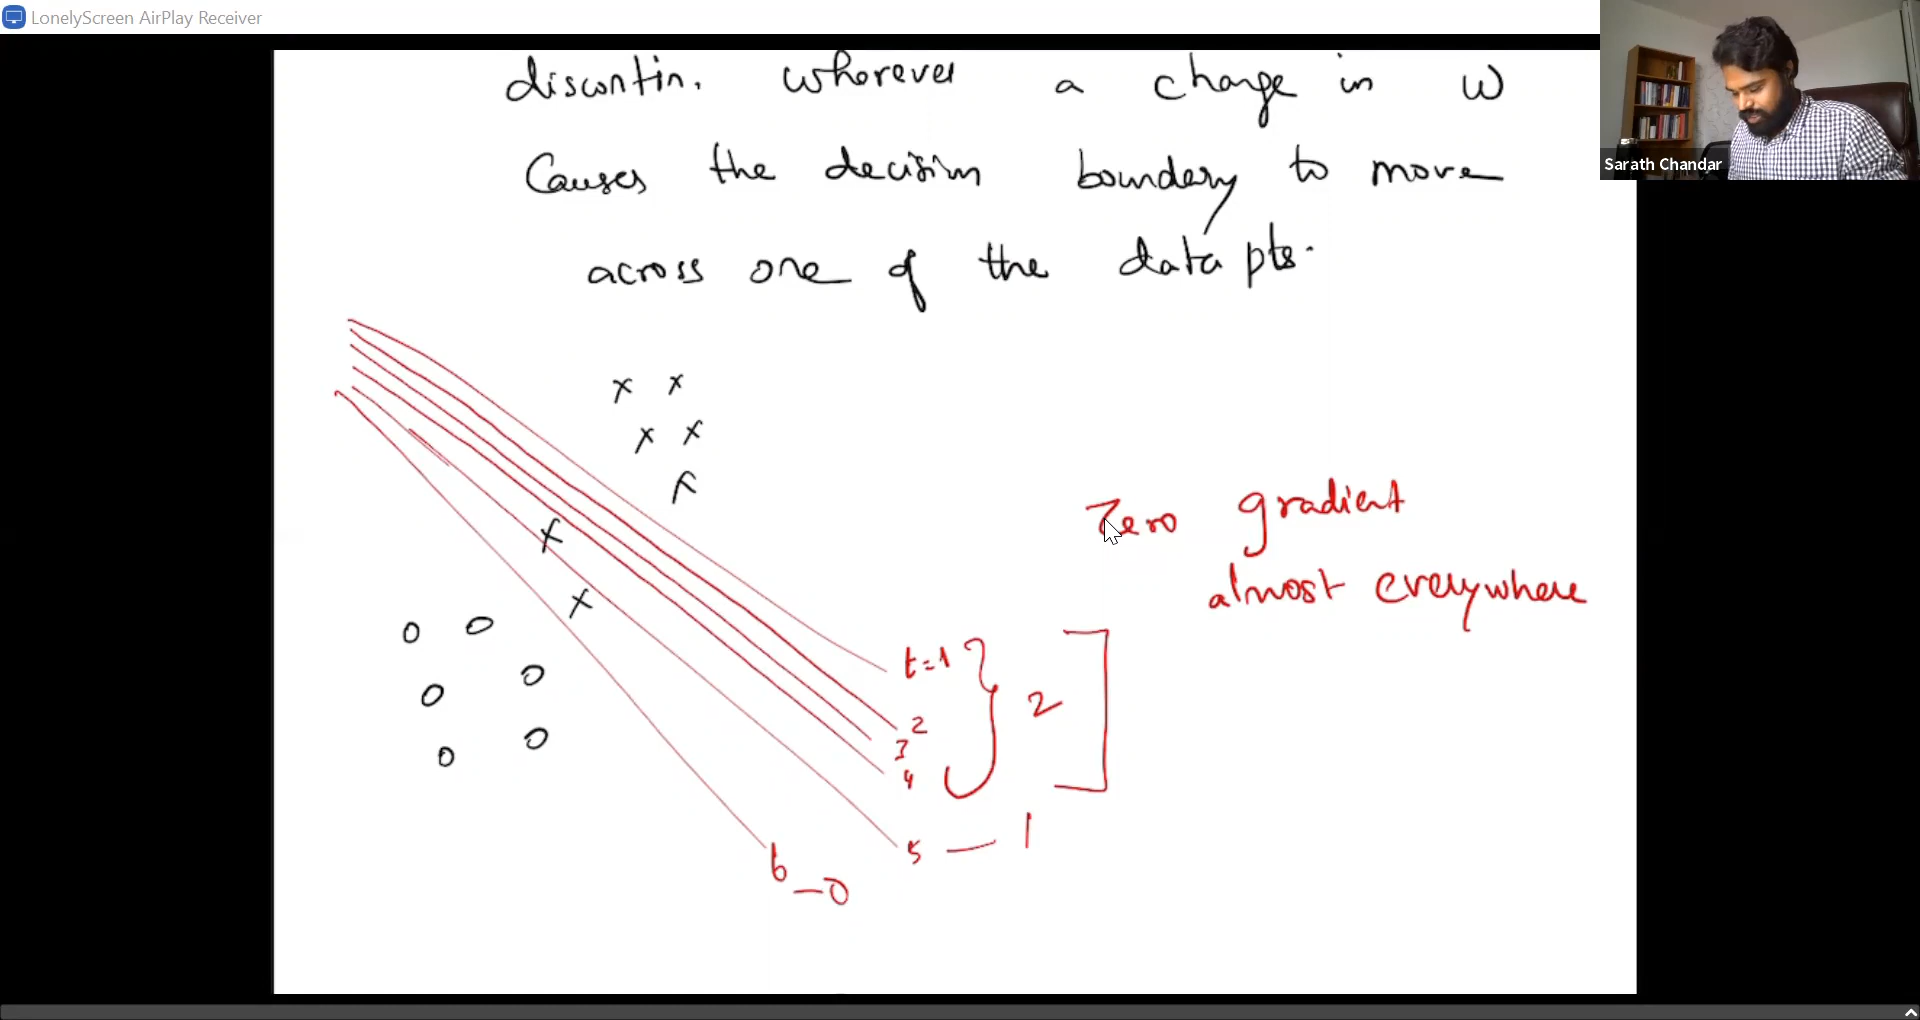 LonelyScreen AirPlay Receiver
Sarath Chandar
discontin. wherever a change in w
Causes the decision boundary to move
across one of the data pts.
Zero gradient
almost everywhere
t=1
2
3
4
2
5 — 1
6 — 0